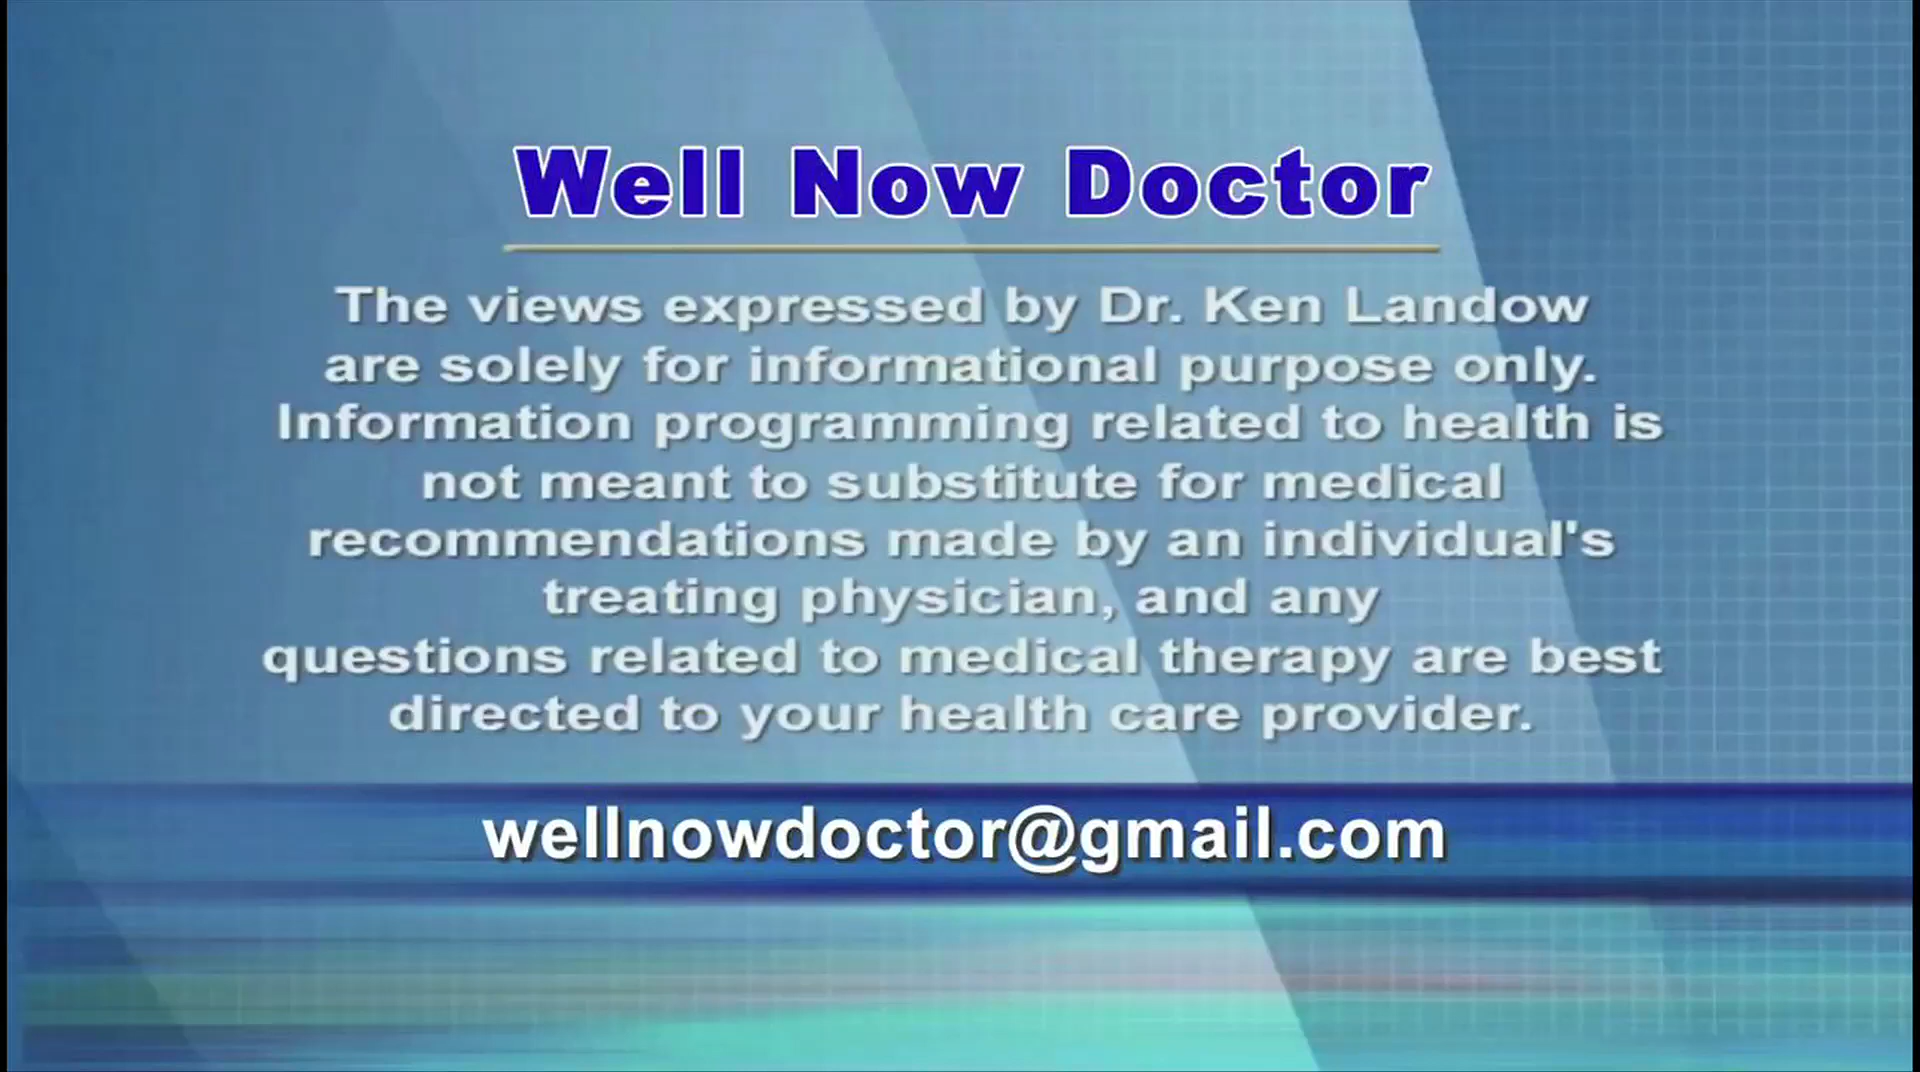 Well Now Doctor
The views expressed by Dr. Ken Landow
are solely for informational purpose only.
Information programming related to health is
not meant to substitute for medical
recommendations made by an individual's
treating physician, and any
questions related to medical therapy are best
directed to your health care provider.
wellnowdoctor@gmail.com